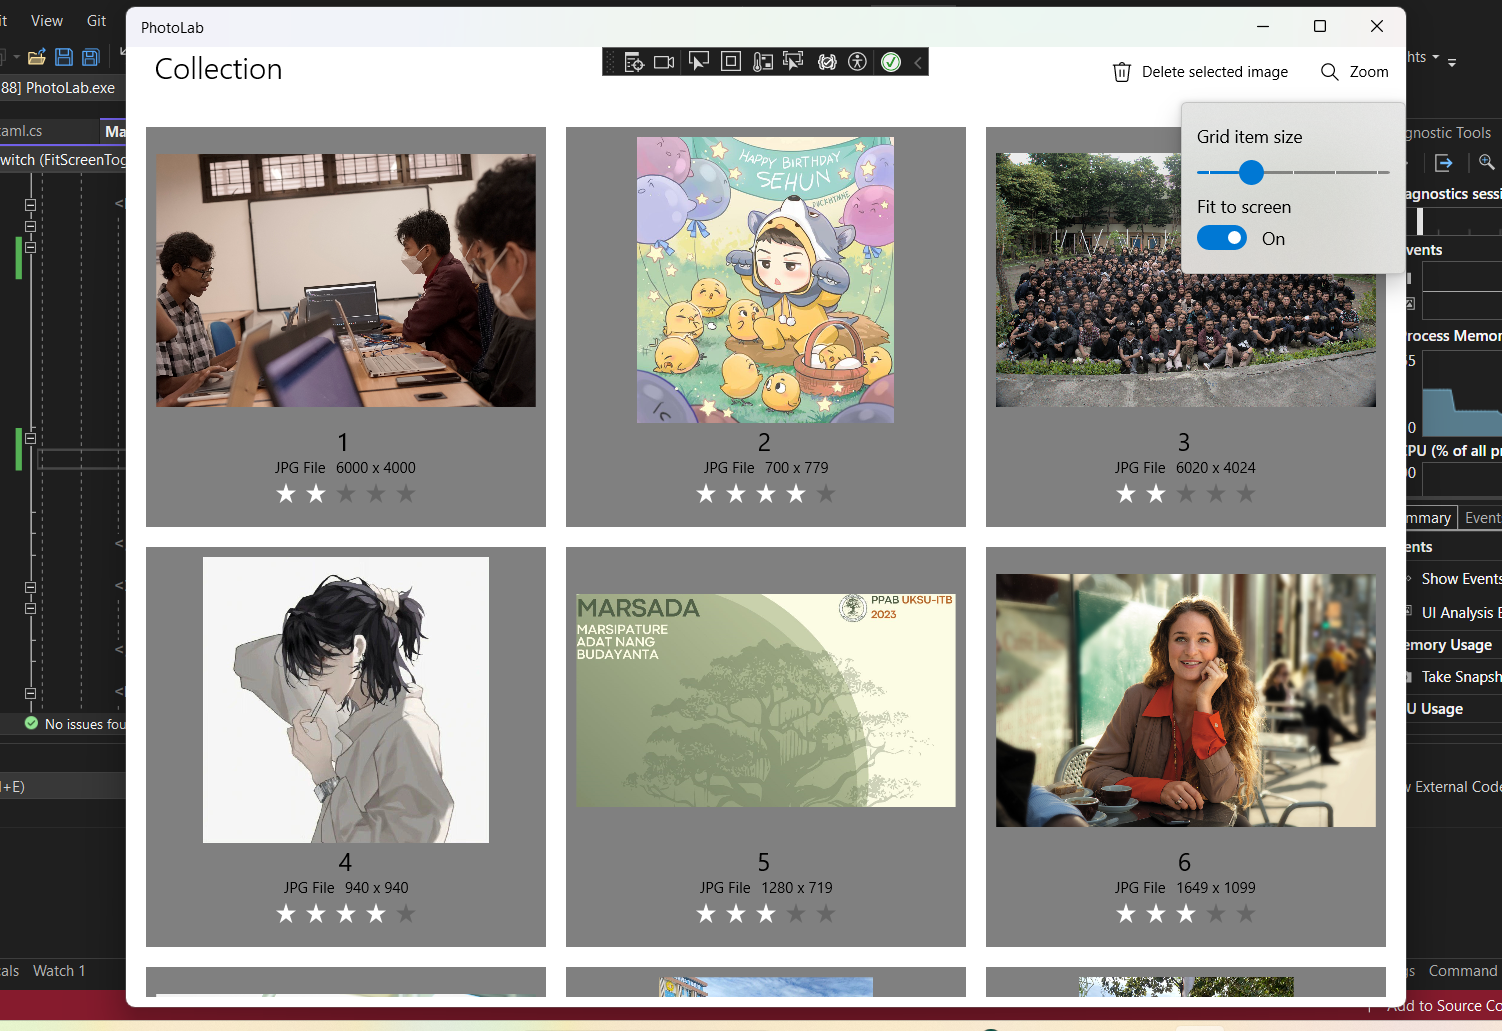 it View Git
PhotoLab
hts
88] PhotoLab.exe
Collection
Delete selected image
Zoom
Grid item size
Fit to screen
On
aml.cs
Ma
witch (FitScreenTog
gnostic Tools
agnostics sessi
vents
rocess Memor
5
0
PU (% of all pr
00
mmary Event
ents
Show Events
UI Analysis E
emory Usage
Take Snapsh
U Usage
HAPPY BIRTHDAY
SEHUN
1
JPG File 6000 x 4000
2
JPG File 700 x 779
3
JPG File 6020 x 4024
MARSADA
MARSIPATURE
ADAT NANG
BUDAYANTA
PPAB UKSU-ITB
2023
4
JPG File 940 x 940
5
JPG File 1280 x 719
6
JPG File 1649 x 1099
No issues fou
l+E)
w External Code
als Watch 1
gs Command
Add to Source Co